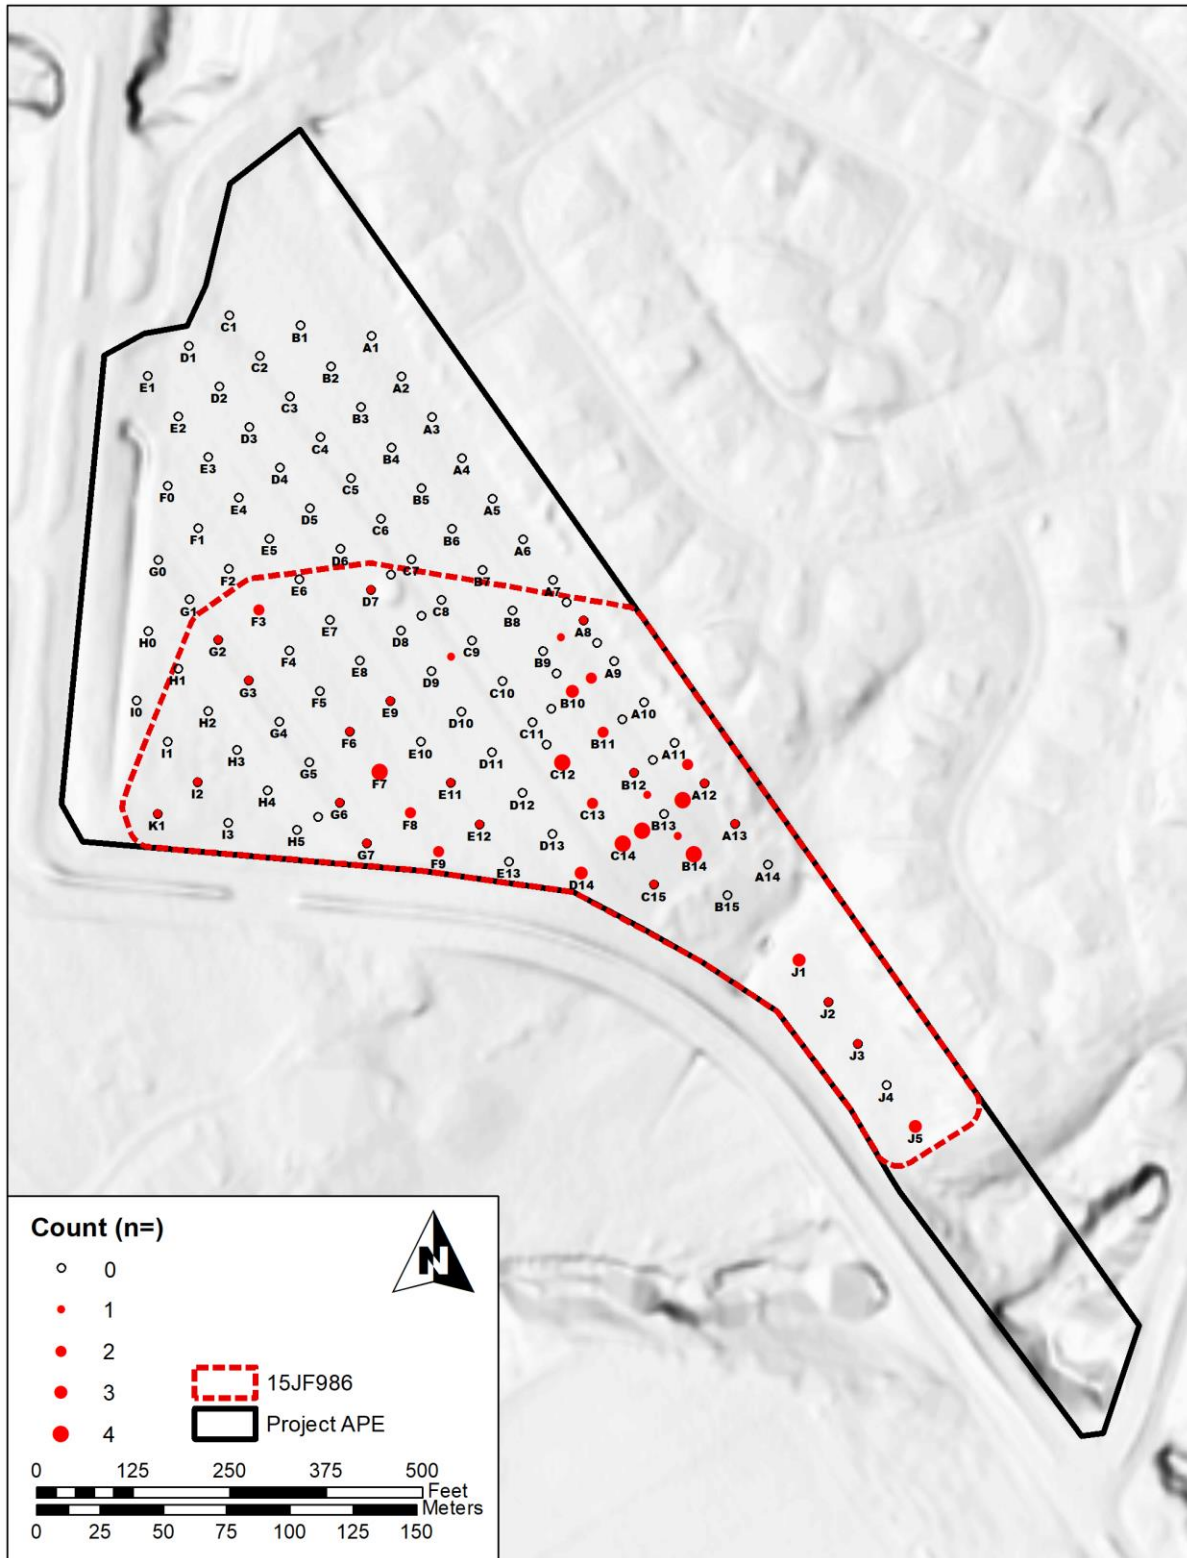 C1
B1
A1
D1
C2
B2
A2
E1
D2
C3
B3
A3
E2
D3
C4
B4
A4
E3
D4
C5
B5
A5
F0
E4
D5
C6
B6
A6
F1
E5
D6
C7
B7
A7
G0
F2
E6
D7
C8
B8
A8
G1
F3
E7
D8
C9
B9
A9
H0
G2
F4
E8
D9
C10
B10
A10
H1
G3
F5
E9
D10
C11
B11
A11
I0
H2
G4
F6
E10
D11
C12
B12
A12
I1
H3
G5
F7
E11
D12
C13
B13
A13
I2
H4
G6
F8
E12
D13
C14
B14
A14
K1
I3
H5
G7
F9
E13
D14
C15
B15
J1
J2
J3
J4
J5
Count (n=)
0
1
2
3
4
N
15JF986
Project APE
0 125 250 375 500
Feet
Meters
0 25 50 75 100 125 150